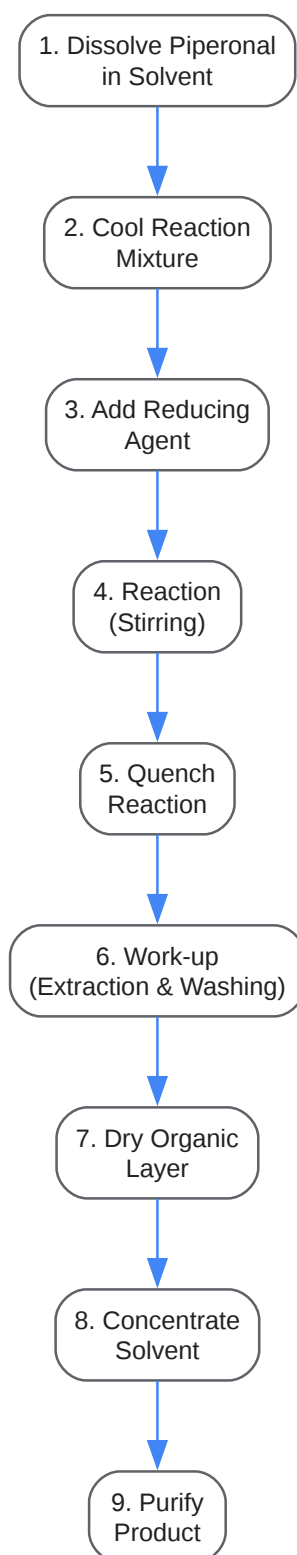 1. Dissolve Piperonal
in Solvent
2. Cool Reaction
Mixture
3. Add Reducing
Agent
4. Reaction
(Stirring)
5. Quench
Reaction
6. Work-up
(Extraction & Washing)
7. Dry Organic
Layer
8. Concentrate
Solvent
9. Purify
Product